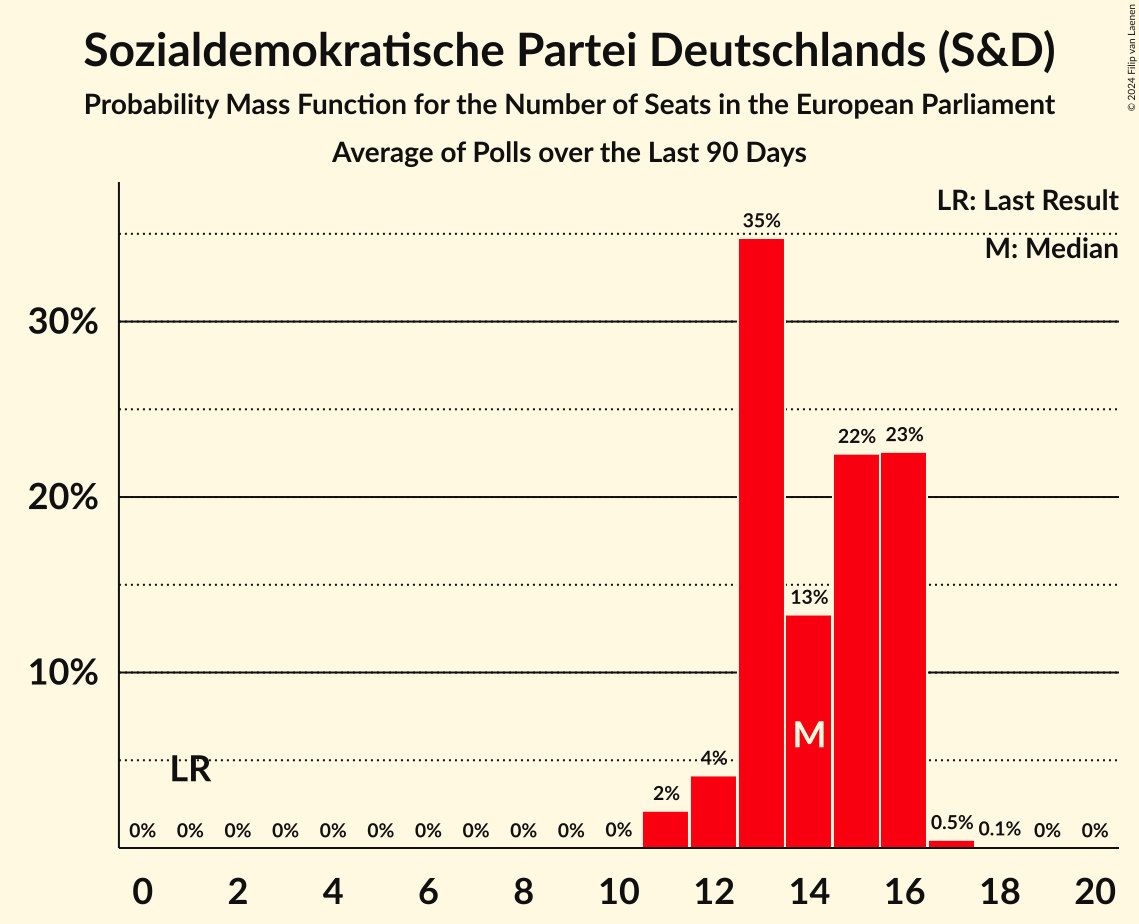 Sozialdemokratische Partei Deutschlands (S&D)
Probability Mass Function for the Number of Seats in the European Parliament
Average of Polls over the Last 90 Days
© 2024 Filip van Laenen
LR: Last Result
M: Median
30%
20%
10%
35%
22%
23%
13%
M
LR
4%
2%
0% 0% 0% 0% 0% 0% 0% 0% 0% 0% 0%
0.5% 0.1% 0% 0%
0 2 4 6 8 10 12 14 16 18 20